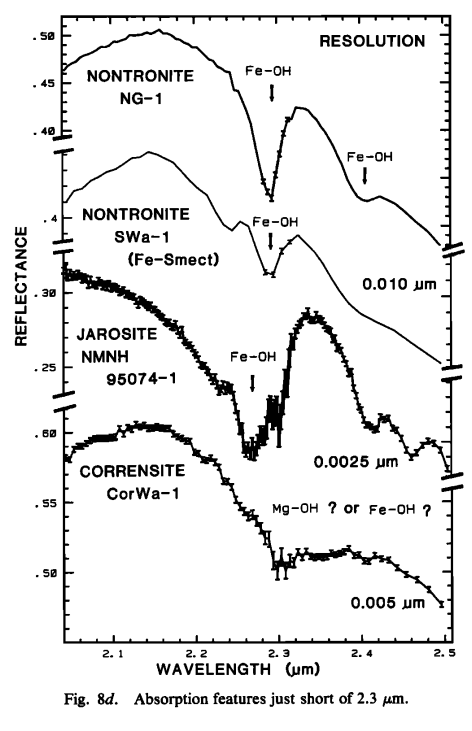 .50
RESOLUTION
NONTRONITE
NG-1
Fe-OH
.45
.40
Fe-OH
NONTRONITE
SWa-1
(Fe-Smect)
Fe-OH
.4
0.010 µm
REFLECTANCE
.30
JAROSITE
NMNH
95074-1
Fe-OH
.25
0.0025 µm
.60
CORRENSITE
CorWa-1
Mg-OH ? or Fe-OH ?
.55
.50
0.005 µm
2.1 2.2 2.3 2.4 2.5
WAVELENGTH (µm)
Fig. 8d. Absorption features just short of 2.3 µm.